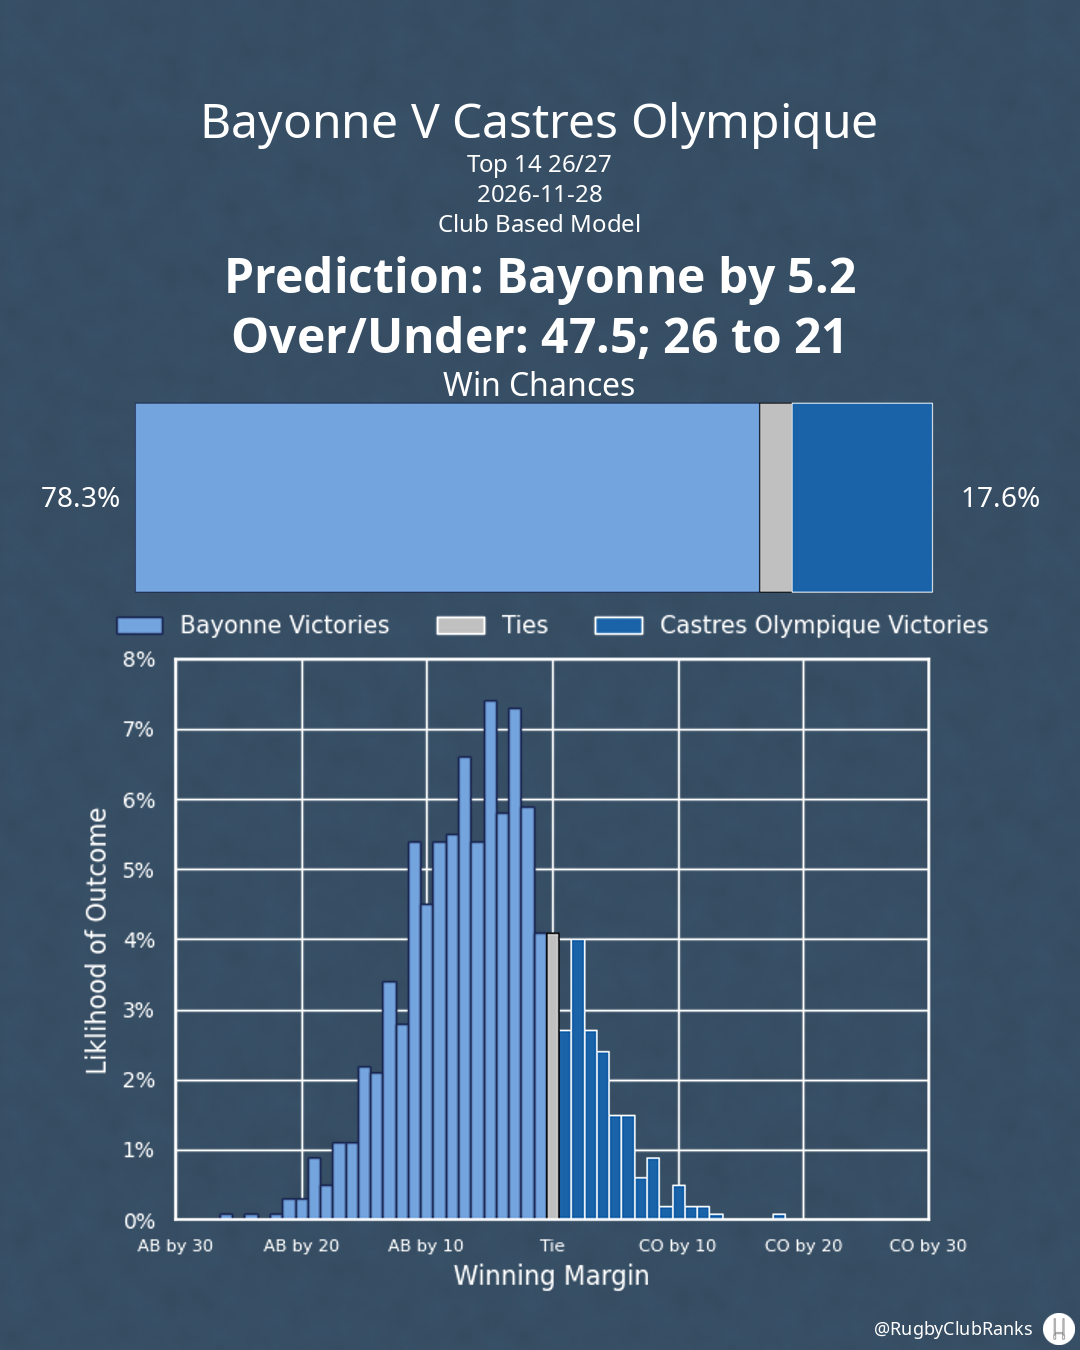 Bayonne V Castres Olympique
Top 14 26/27
2026-11-28
Club Based Model
Prediction: Bayonne by 5.2
Over/Under: 47.5; 26 to 21
Win Chances
78.3%
17.6%
Bayonne Victories
Ties
Castres Olympique Victories
8%
7%
6%
5%
4%
3%
2%
1%
0%
Liklihood of Outcome
AB by 30
AB by 20
AB by 10
Tie
CO by 10
CO by 20
CO by 30
Winning Margin
@RugbyClubRanks